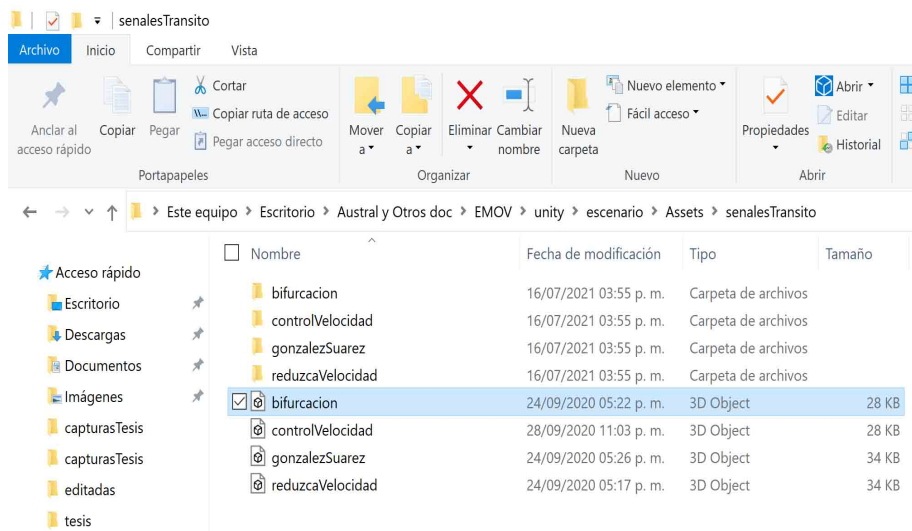 senalesTransito
Archivo Inicio Compartir Vista
Anclar al acceso rápido
Copiar
Pegar
Cortar
Copiar ruta de acceso
Pegar acceso directo
Portapapeles
Mover a
Copiar a
Eliminar
Cambiar nombre
Organizar
Nueva carpeta
Nuevo elemento
Fácil acceso
Nuevo
Propiedades
Abrir
Editar
Historial
Abrir
Este equipo > Escritorio > Austral y Otros doc > EMOV > unity > escenario > Assets > senalesTransito
Acceso rápido
Escritorio
Descargas
Documentos
Imágenes
capturasTesis
capturasTesis
editadas
tesis
Nombre Fecha de modificación Tipo Tamaño
bifurcacion 16/07/2021 03:55 p. m. Carpeta de archivos
controlVelocidad 16/07/2021 03:55 p. m. Carpeta de archivos
gonzalezSuarez 16/07/2021 03:55 p. m. Carpeta de archivos
reduzcaVelocidad 16/07/2021 03:55 p. m. Carpeta de archivos
bifurcacion 24/09/2020 05:22 p. m. 3D Object 28 KB
controlVelocidad 28/09/2020 11:03 p. m. 3D Object 28 KB
gonzalezSuarez 24/09/2020 05:26 p. m. 3D Object 34 KB
reduzcaVelocidad 24/09/2020 05:17 p. m. 3D Object 34 KB